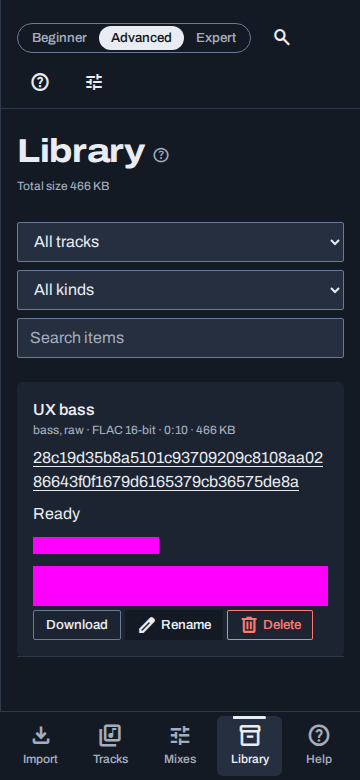 Beginner Advanced Expert
Library
Total size 466 KB
All tracks
All kinds
Search items
UX bass
bass, raw · FLAC 16-bit · 0:10 · 466 KB
28c19d35b8a5101c93709209c8108aa02
86643f0f1679d6165379cb36575de8a
Ready
Download Rename Delete
Import Tracks Mixes Library Help